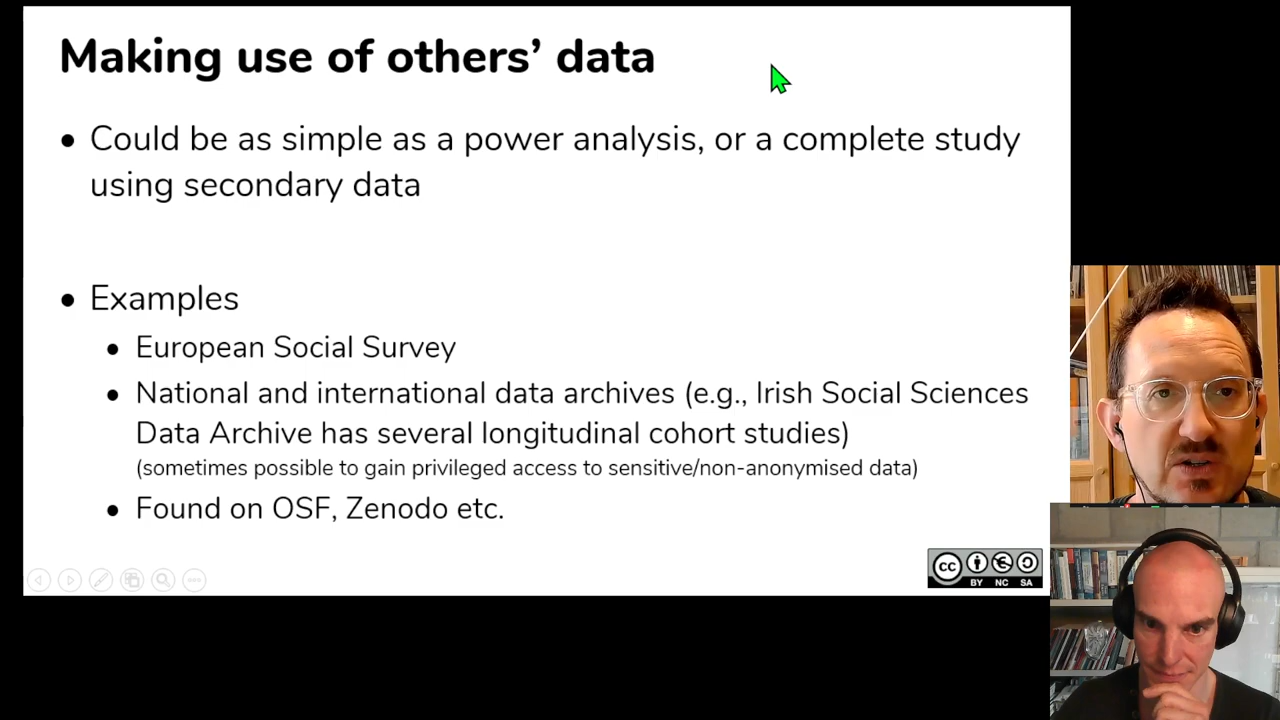 Making use of others’ data
• Could be as simple as a power analysis, or a complete study
using secondary data
• Examples
• European Social Survey
• National and international data archives (e.g., Irish Social Sciences
Data Archive has several longitudinal cohort studies)
(sometimes possible to gain privileged access to sensitive/non-anonymised data)
• Found on OSF, Zenodo etc.
cc
BY NC SA